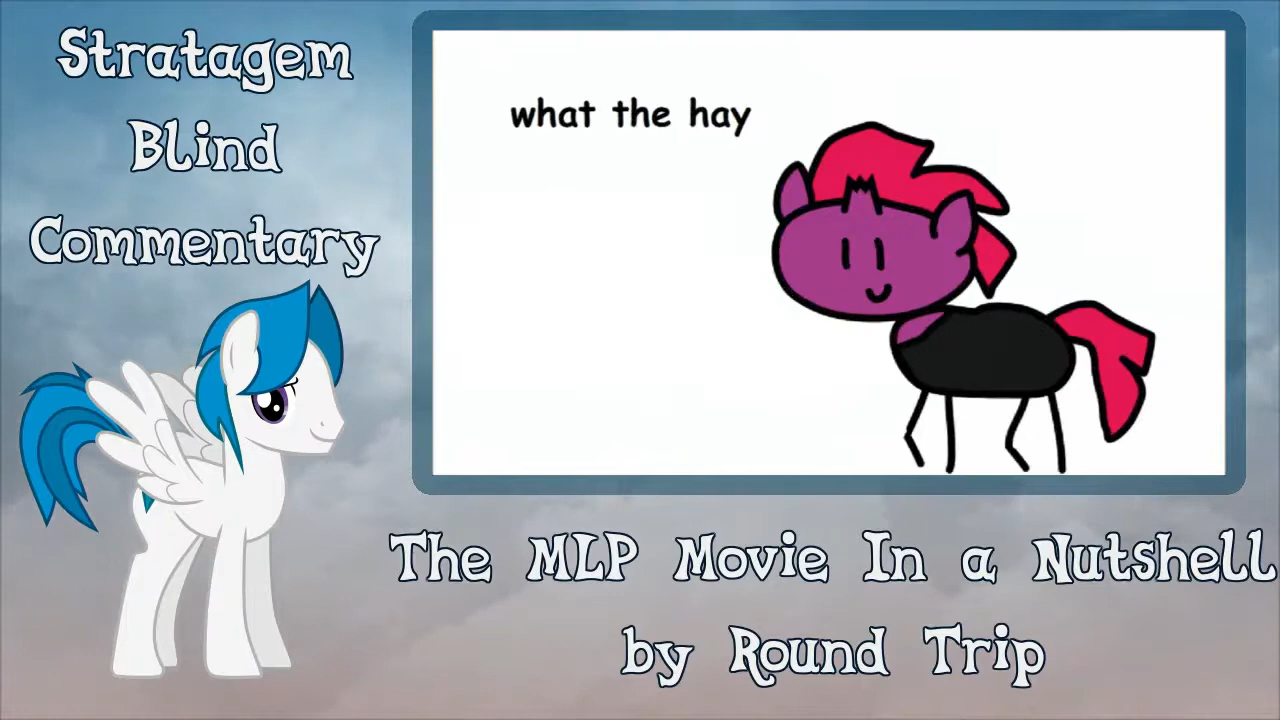 Stratagem
Blind
Commentary
what the hay
The MLP Movie In a Nutshell
by Round Trip